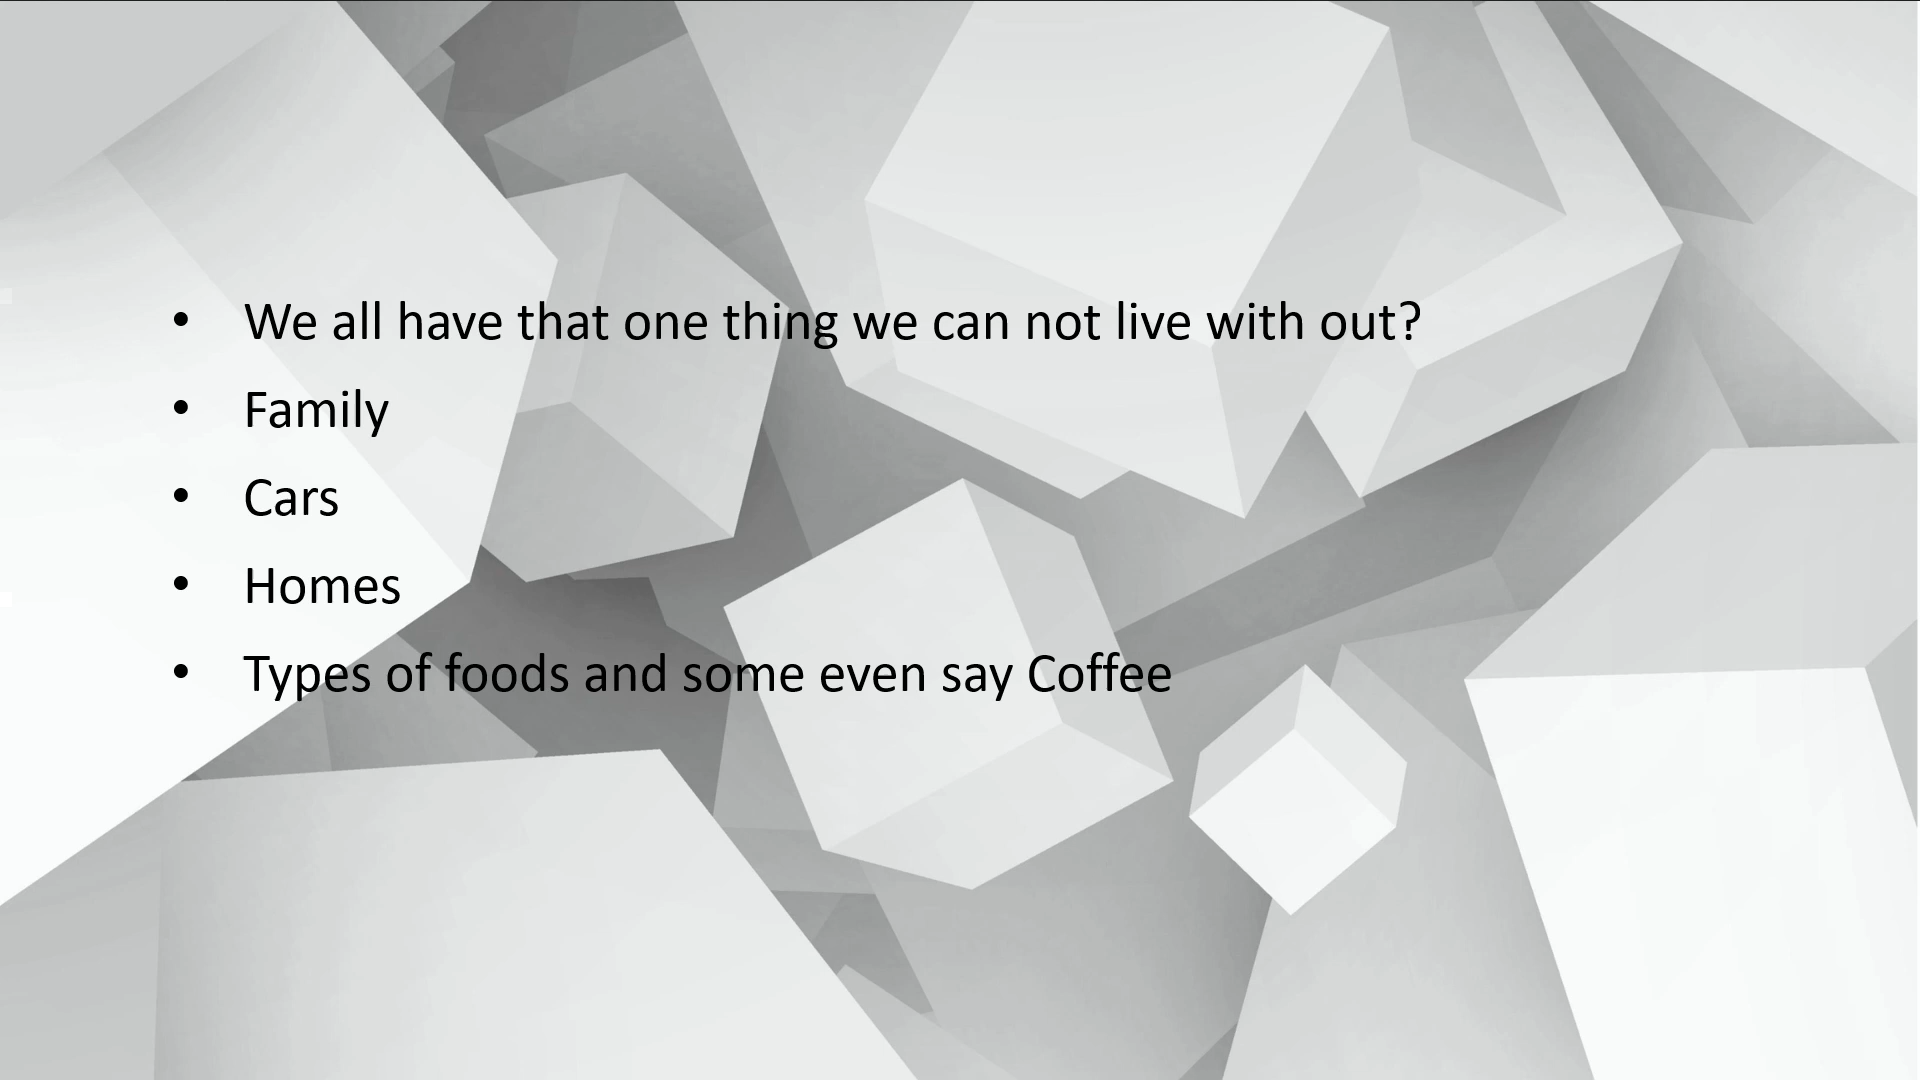 • We all have that one thing we can not live with out?
• Family
• Cars
• Homes
• Types of foods and some even say Coffee